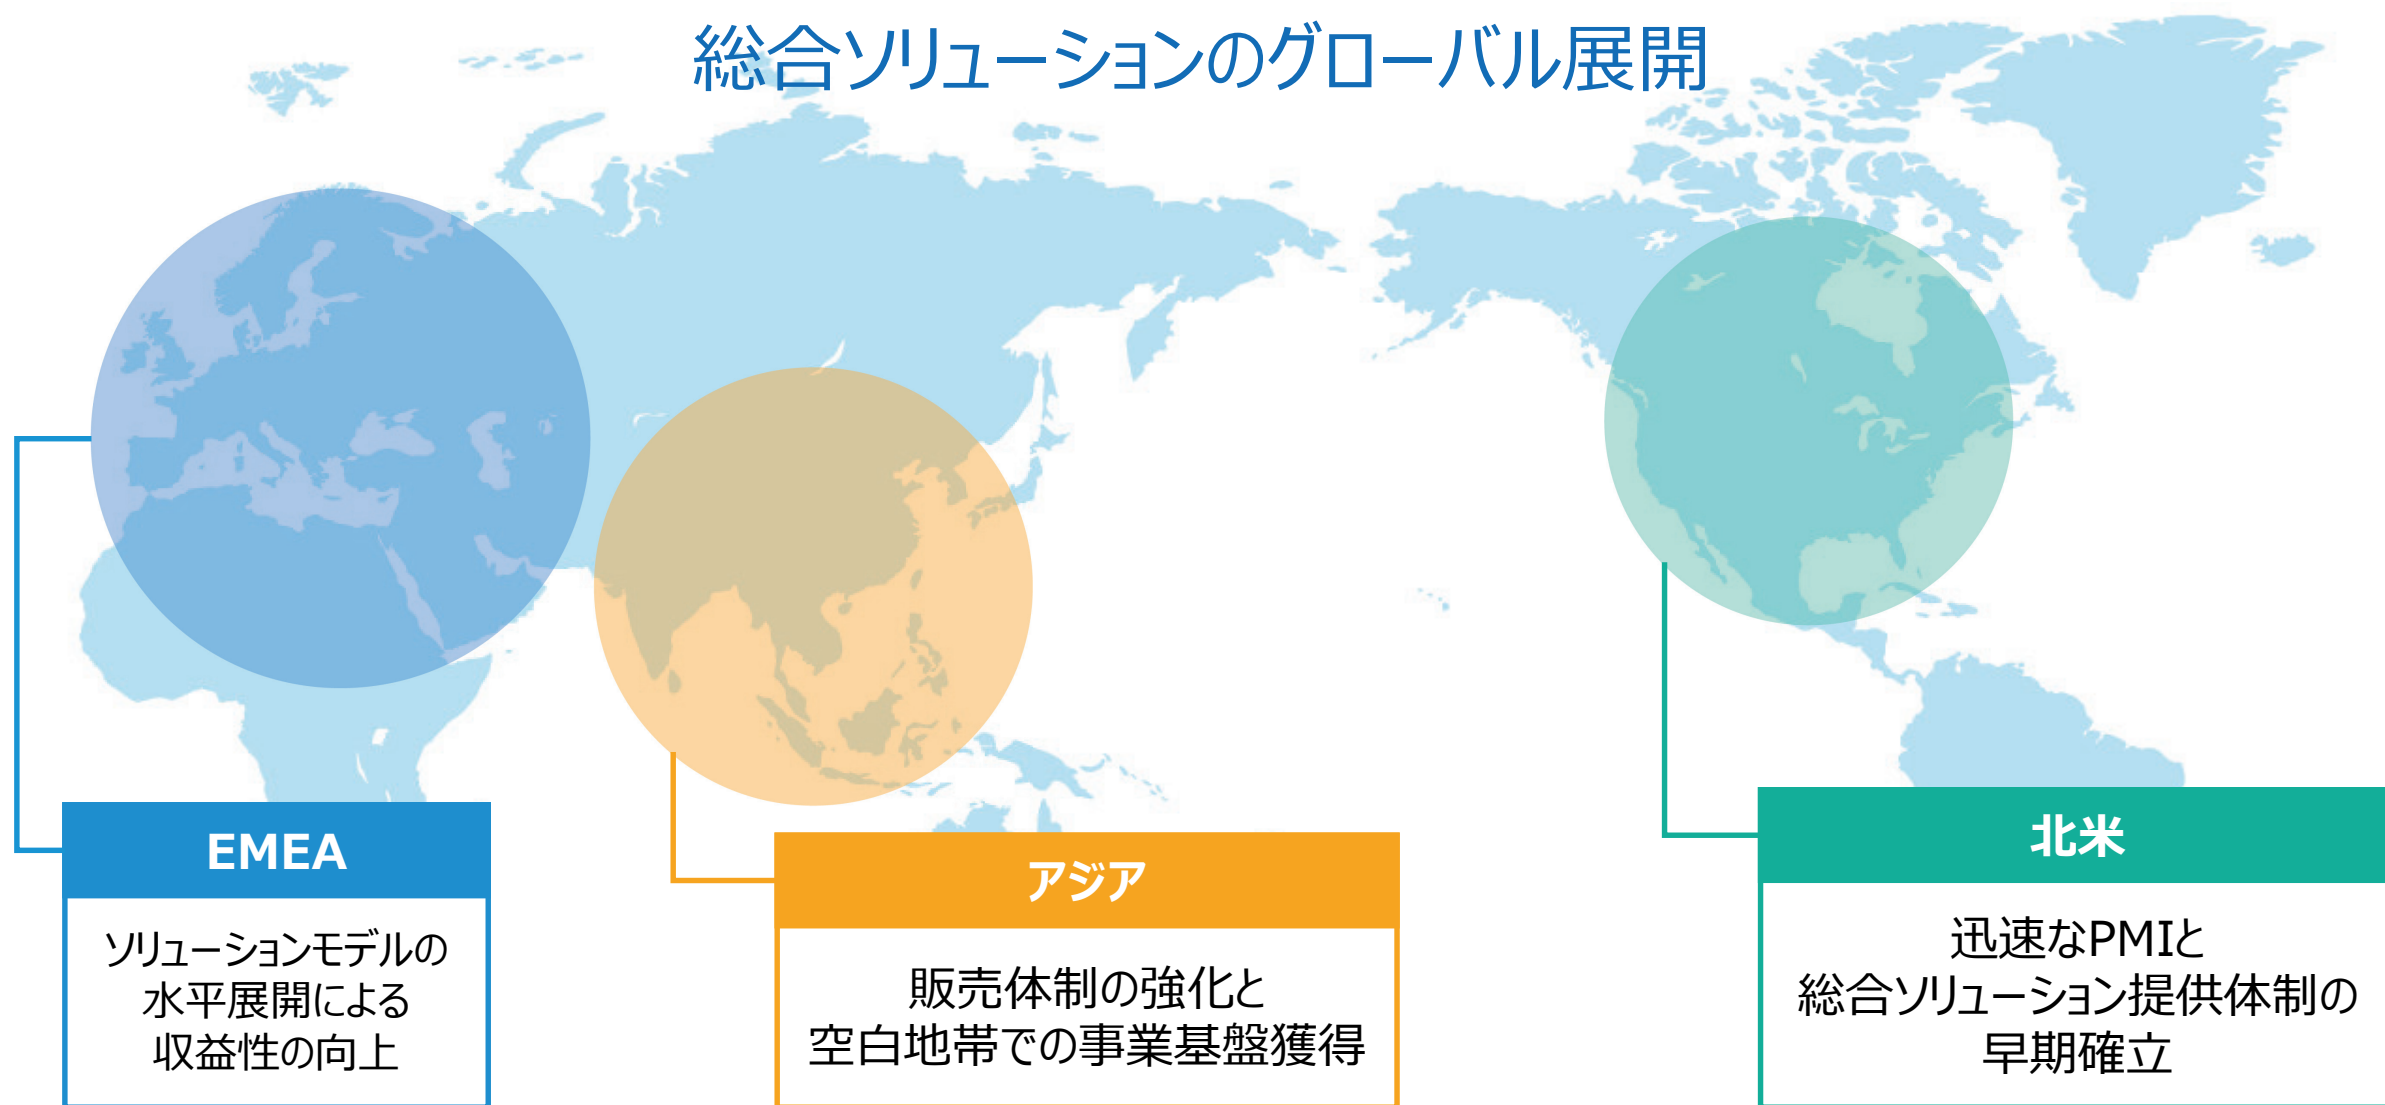 総合ソリューションのグローバル展開
EMEA
ソリューションモデルの
水平展開による
収益性の向上
アジア
販売体制の強化と
空白地帯での事業基盤獲得
北米
迅速なPMIと
総合ソリューション提供体制の
早期確立